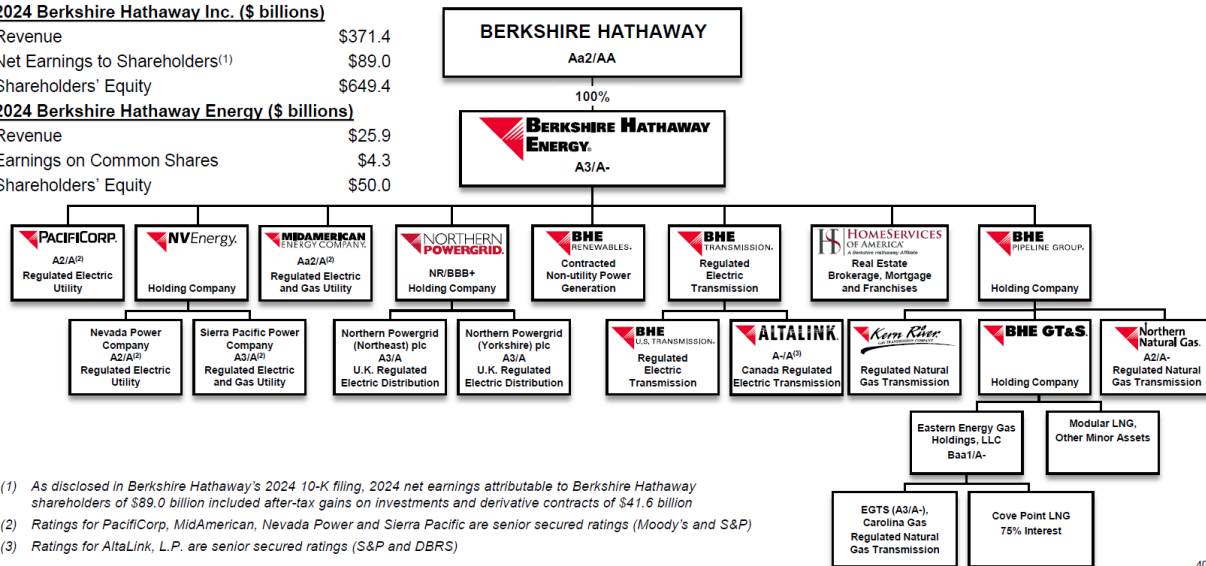 2024 Berkshire Hathaway Inc. ($ billions)
Revenue $371.4
Net Earnings to Shareholders(1) $89.0
Shareholders' Equity $649.4
2024 Berkshire Hathaway Energy ($ billions)
Revenue $25.9
Earnings on Common Shares $4.3
Shareholders' Equity $50.0
BERKSHIRE HATHAWAY
Aa2/AA
100%
BERKSHIRE HATHAWAY
ENERGY®
A3/A-
PACIFICORP.
A2/A(2)
Regulated Electric
Utility
NVEnergy.
Holding Company
MIDAMERICAN
ENERGY COMPANY.
Aa2/A(2)
Regulated Electric
and Gas Utility
NORTHERN
POWERGRID.
NR/BBB+
Holding Company
BHE
RENEWABLES.
Contracted
Non-utility Power
Generation
BHE
TRANSMISSION.
Regulated
Electric
Transmission
HS
HOMESERVICES
OF AMERICA
A Berkshire Hathaway Affiliate
Real Estate
Brokerage, Mortgage
and Franchises
BHE
PIPELINE GROUP.
Holding Company
Nevada Power
Company
A2/A(2)
Regulated Electric
Utility
Sierra Pacific Power
Company
A3/A(2)
Regulated Electric
and Gas Utility
Northern Powergrid
(Northeast) plc
A3/A
U.K. Regulated
Electric Distribution
Northern Powergrid
(Yorkshire) plc
A3/A
U.K. Regulated
Electric Distribution
BHE
U.S. TRANSMISSION.
Regulated
Electric
Transmission
ALTALINK.
A-/A(3)
Canada Regulated
Electric Transmission
Kern River
GAS TRANSMISSION COMPANY
Regulated Natural
Gas Transmission
BHE GT&S.
Holding Company
Northern
Natural Gas.
A2/A-
Regulated Natural
Gas Transmission
Eastern Energy Gas
Holdings, LLC
Baa1/A-
Modular LNG,
Other Minor Assets
EGTS (A3/A-),
Carolina Gas
Regulated Natural
Gas Transmission
Cove Point LNG
75% Interest
(1) As disclosed in Berkshire Hathaway's 2024 10-K filing, 2024 net earnings attributable to Berkshire Hathaway
shareholders of $89.0 billion included after-tax gains on investments and derivative contracts of $41.6 billion
(2) Ratings for PacifiCorp, MidAmerican, Nevada Power and Sierra Pacific are senior secured ratings (Moody's and S&P)
(3) Ratings for AltaLink, L.P. are senior secured ratings (S&P and DBRS)